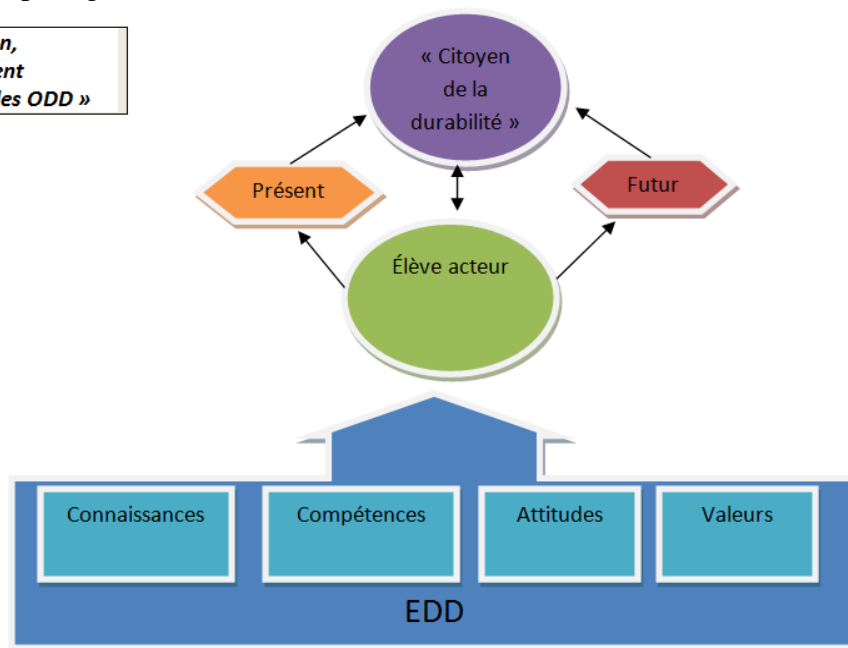 n,
ent
les ODD »
« Citoyen
de la
durabilité »
Présent
Futur
Élève acteur
Connaissances
Compétences
Attitudes
Valeurs
EDD